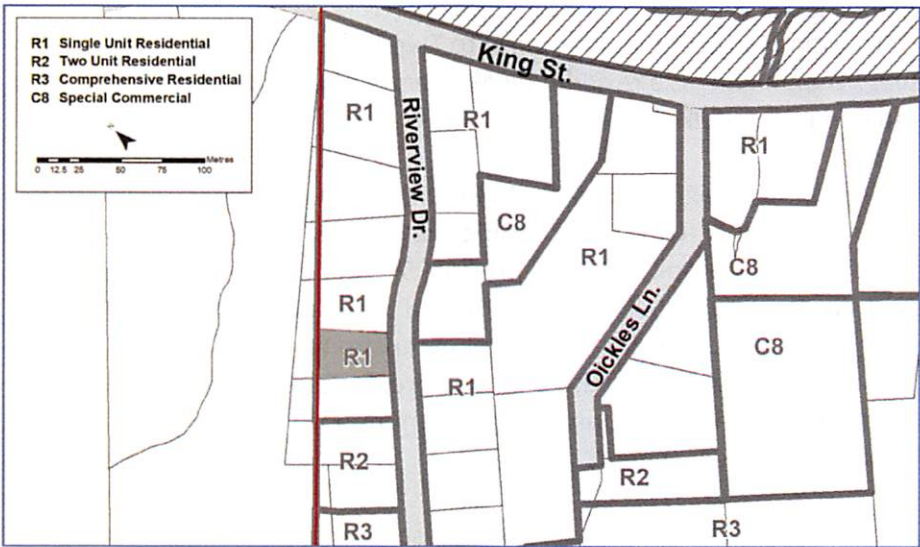 R1 Single Unit Residential
R2 Two Unit Residential
R3 Comprehensive Residential
C8 Special Commercial
Metres
0 12.5 25 50 75 100
King St.
Riverview Dr.
Oickles Ln.
R1
R1
R1
C8
R1
C8
R1
R1
C8
R1
R2
R2
R3
R3